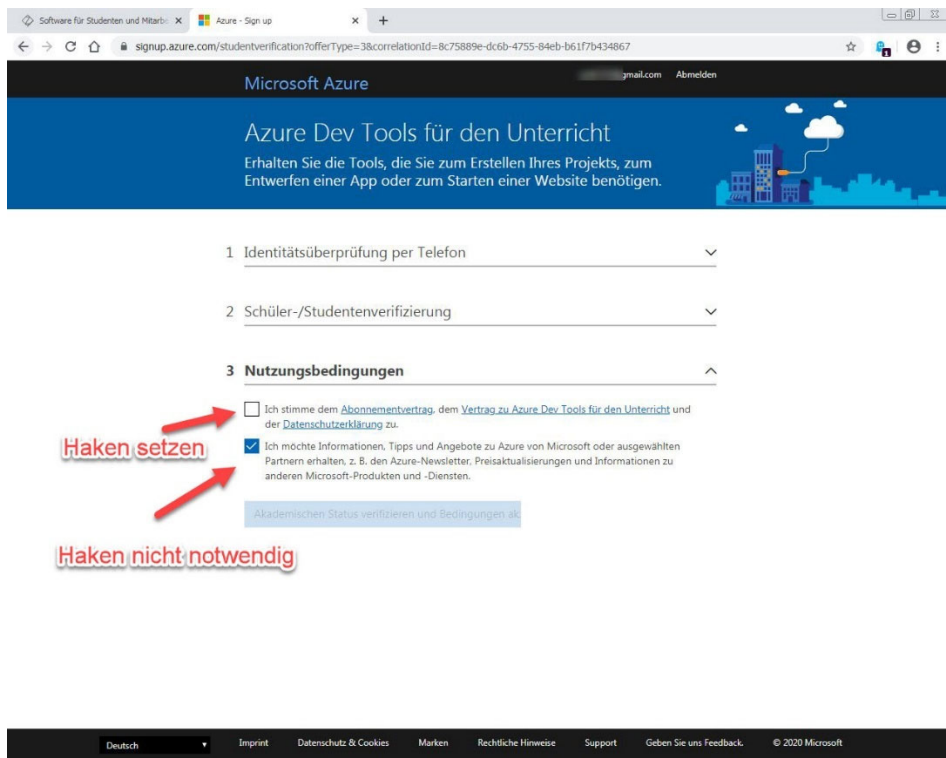 Software für Studenten und Mitarb
Azure - Sign up
signup.azure.com/studentverification?offerType=3&correlationId=8c75889e-dc6b-4755-84eb-b61f7b434867
Microsoft Azure
gmail.com Abmelden
Azure Dev Tools für den Unterricht
Erhalten Sie die Tools, die Sie zum Erstellen Ihres Projekts, zum
Entwerfen einer App oder zum Starten einer Website benötigen.
1 Identitätsüberprüfung per Telefon
2 Schüler-/Studentenverifizierung
3 Nutzungsbedingungen
Ich stimme dem Abonnementvertrag, dem Vertrag zu Azure Dev Tools für den Unterricht und
der Datenschutzerklärung zu.
Haken setzen
Ich möchte Informationen, Tipps und Angebote zu Azure von Microsoft oder ausgewählten
Partnern erhalten, z. B. den Azure-Newsletter, Preisaktualisierungen und Informationen zu
anderen Microsoft-Produkten und -Diensten.
Akademischen Status verifizieren und Bedingungen ak
Haken nicht notwendig
Deutsch Imprint Datenschutz & Cookies Marken Rechtliche Hinweise Support Geben Sie uns Feedback. © 2020 Microsoft